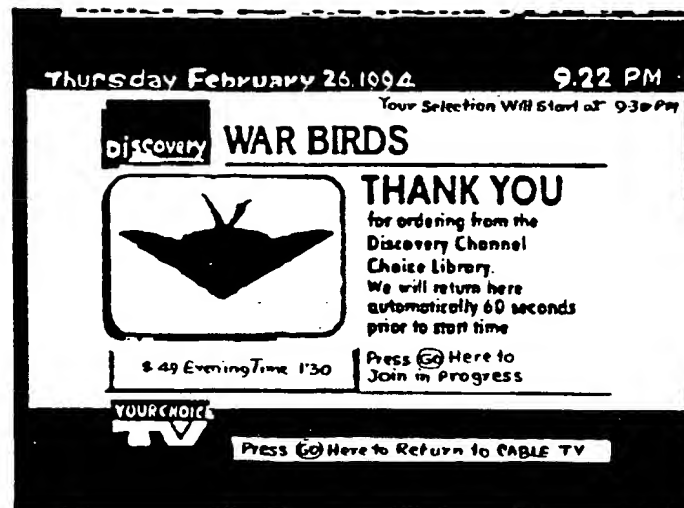 Thursday February 26.1994
9.22 PM
Your Selection Will Start at 9:30 PM
Discovery
WAR BIRDS
THANK YOU
for ordering from the
Discovery Channel
Choice Library.
We will return here
automatically 60 seconds
prior to start time
$ 49 Evening Time 1'30
Press GO Here to
Join in Progress
YOUR CHOICE
TV
Press GO Here to Return to CABLE TV